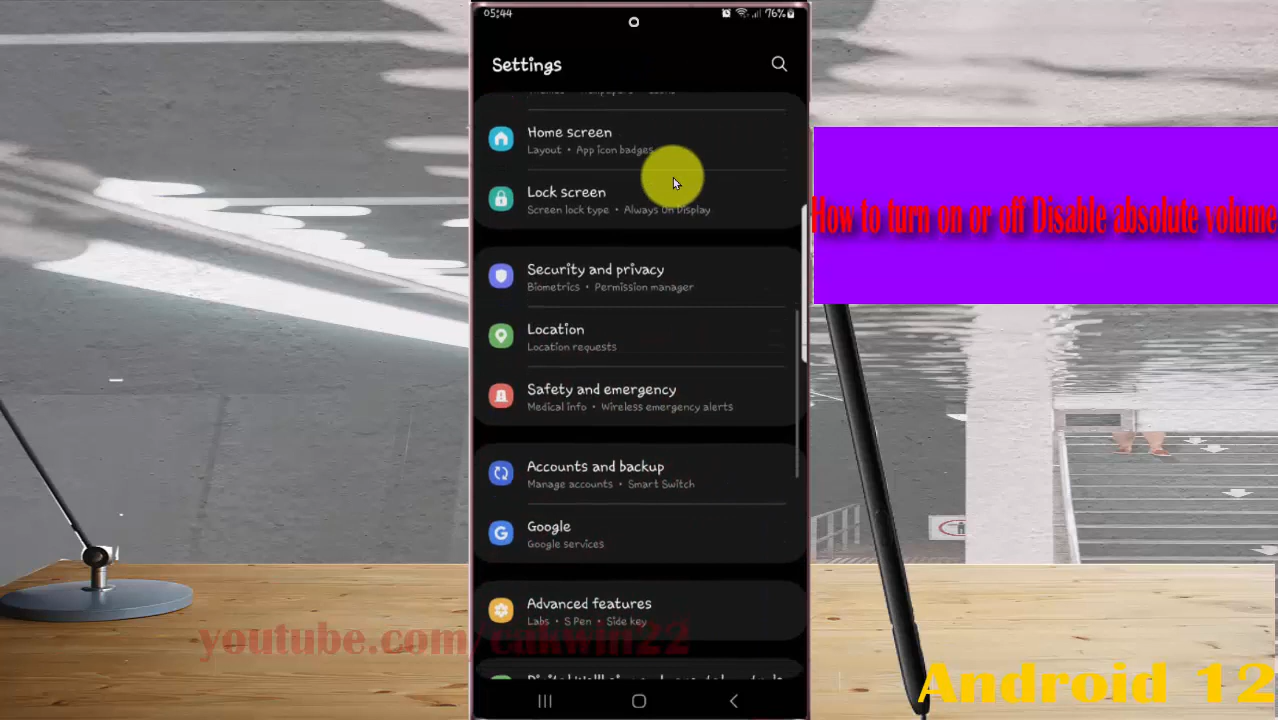 05:44
76%
Settings
Home screen
Layout • App icon badges
Lock screen
Screen lock type • Always On Display
Security and privacy
Biometrics • Permission manager
Location
Location requests
Safety and emergency
Medical info • Wireless emergency alerts
Accounts and backup
Manage accounts • Smart Switch
Google
Google services
Advanced features
Labs • S Pen • Side key
How to turn on or off Disable absolute volume
youtube.com/cakwin22
Android 12